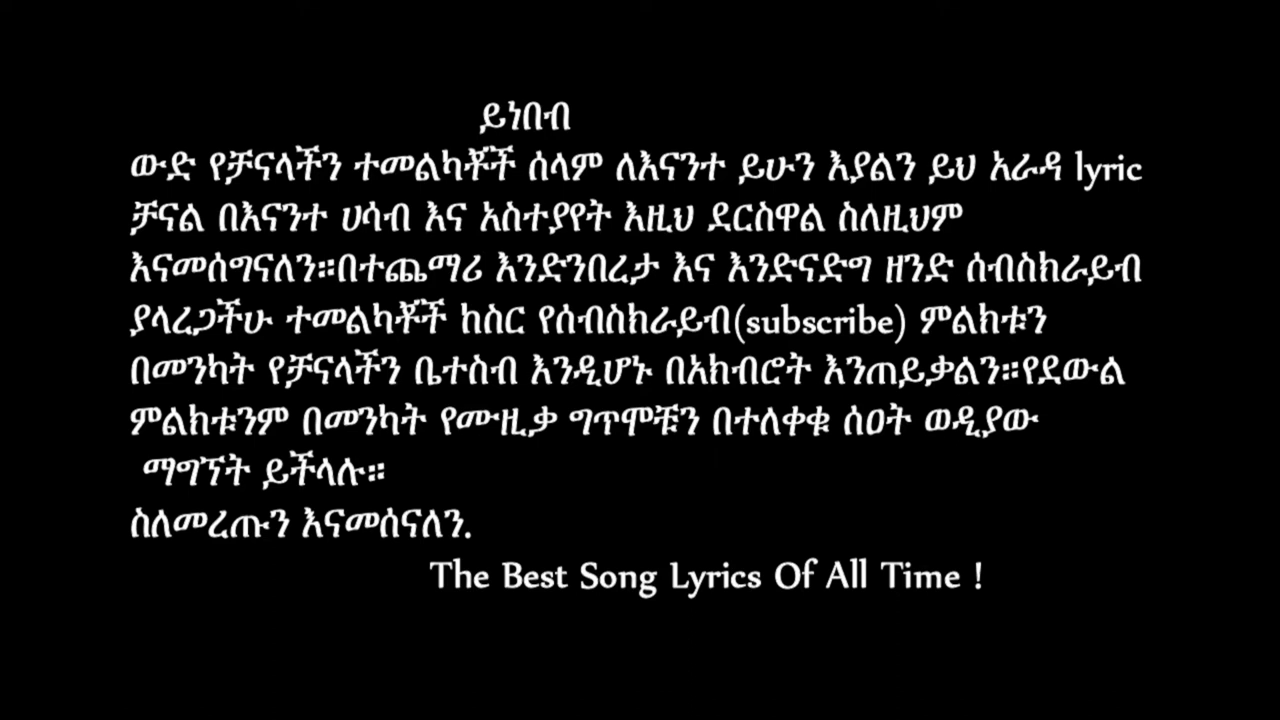 ይነበብ
ውድ የቻናላችን ተመልካቾች ሰላም ለእናንተ ይሁን እያልን ይህ አራዳ lyric
ቻናል በእናንተ ሀሳብ እና አስተያየት እዚህ ደርስዋል ስለዚህም
እናመሰግናለን።በተጨማሪ እንድንበረታ እና እንድናድግ ዘንድ ሰብስክራይብ
ያላረጋችሁ ተመልካቾች ከስር የሰብስክራይብ(subscribe) ምልክቱን
በመንካት የቻናላችን ቤተስብ እንዲሆኑ በአክብሮት እንጠይቃልን።የደውል
ምልክቱንም በመንካት የሙዚቃ ግጥሞቹን በተለቀቁ ሰዐት ወዲያው
ማግኘት ይችላሉ።
ስለመረጡን እናመሰናለን.
The Best Song Lyrics Of All Time !